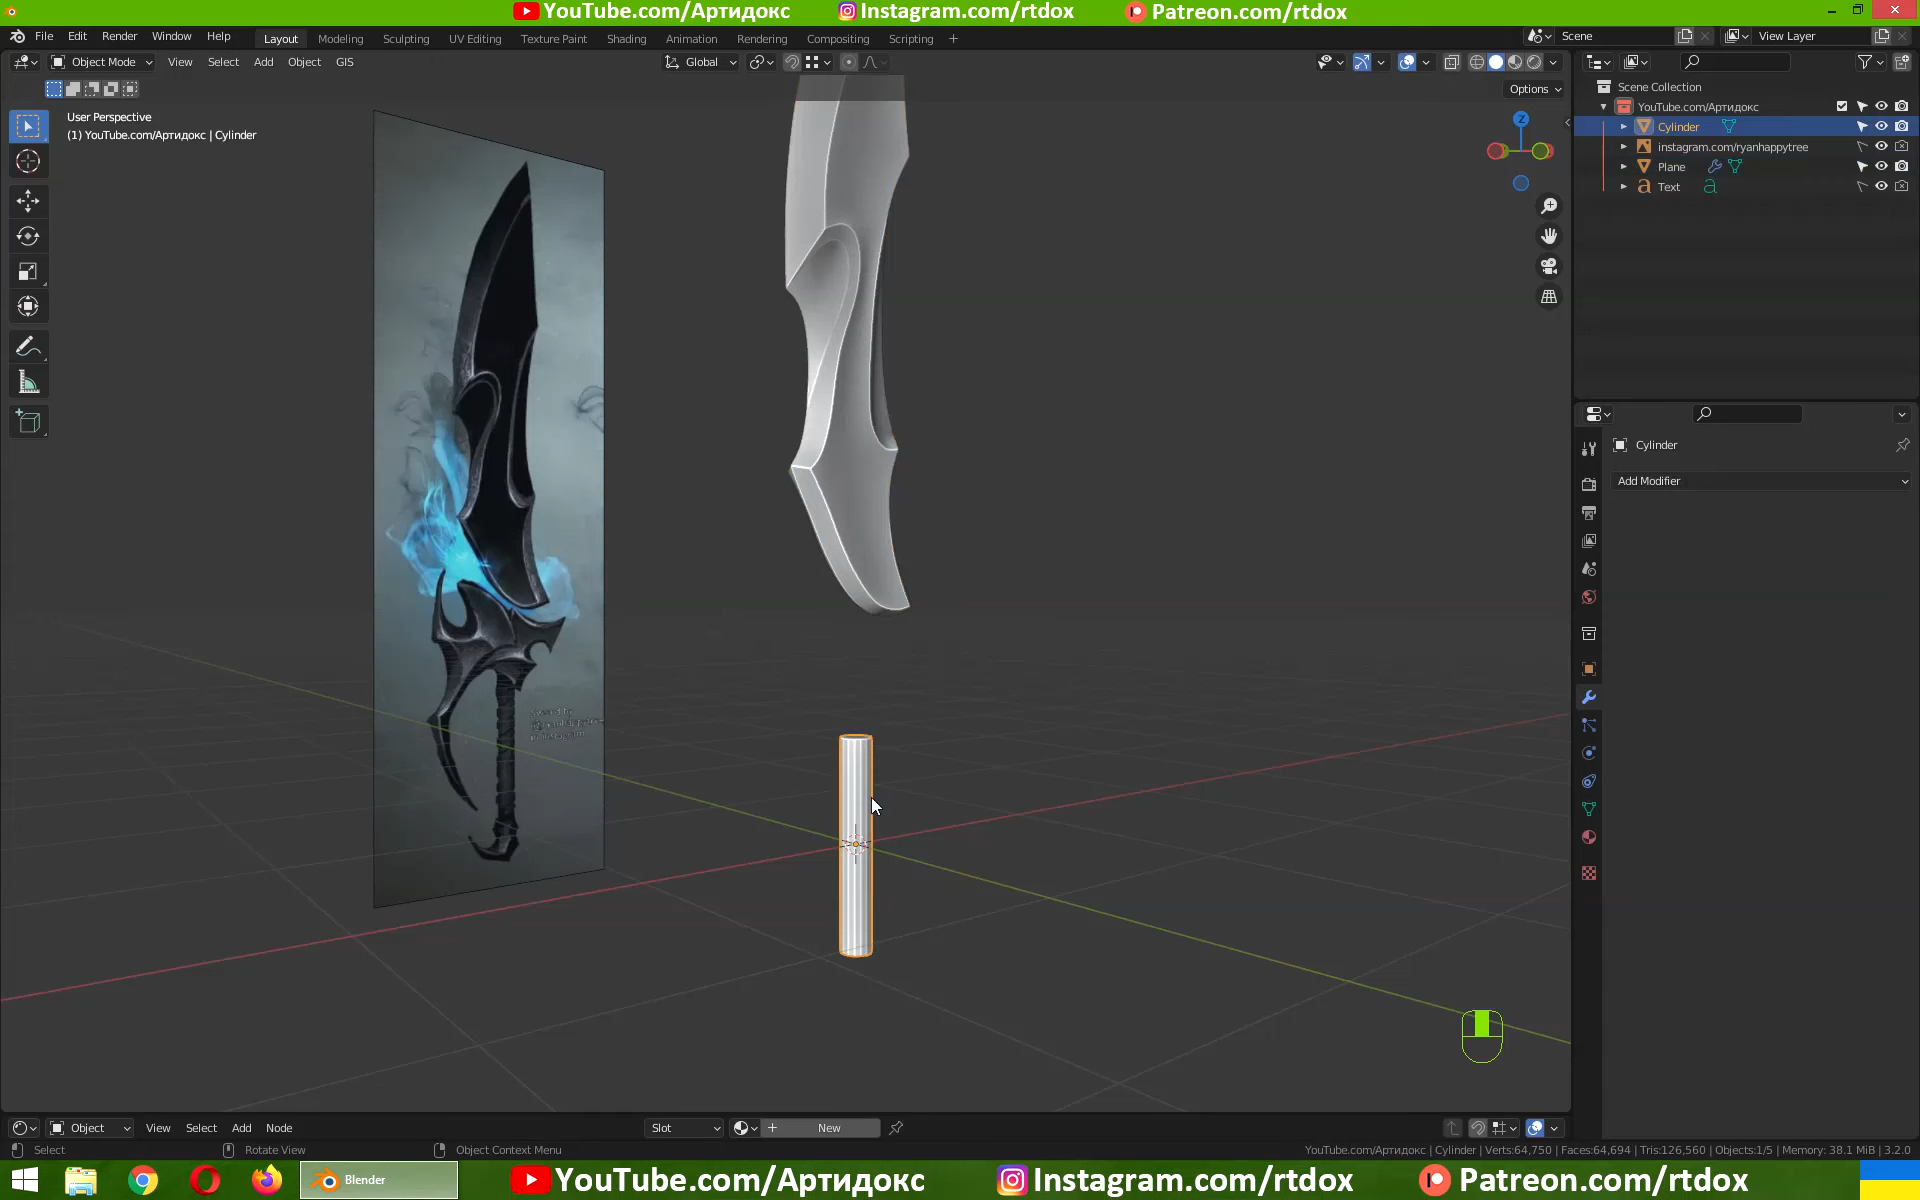 YouTube.com/Артидокс Instagram.com/rtdox Patreon.com/rtdox
File Edit Render Window Help Layout Modeling Sculpting UV Editing Texture Paint Shading Animation Rendering Compositing Scripting + Scene View Layer
Object Mode View Select Add Object GIS Global
Options
User Perspective
(1) YouTube.com/Артидокс | Cylinder
Z
Scene Collection
YouTube.com/Артидокс
Cylinder
instagram.com/ryanhappytree
Plane
Text
Cylinder
Add Modifier
Object View Select Add Node Slot New
Select Rotate View Object Context Menu YouTube.com/Артидокс | Cylinder | Verts:64,750 | Faces:64,694 | Tris:126,560 | Objects:1/5 | Memory: 38.1 MiB | 3.2.0
Blender YouTube.com/Артидокс Instagram.com/rtdox Patreon.com/rtdox